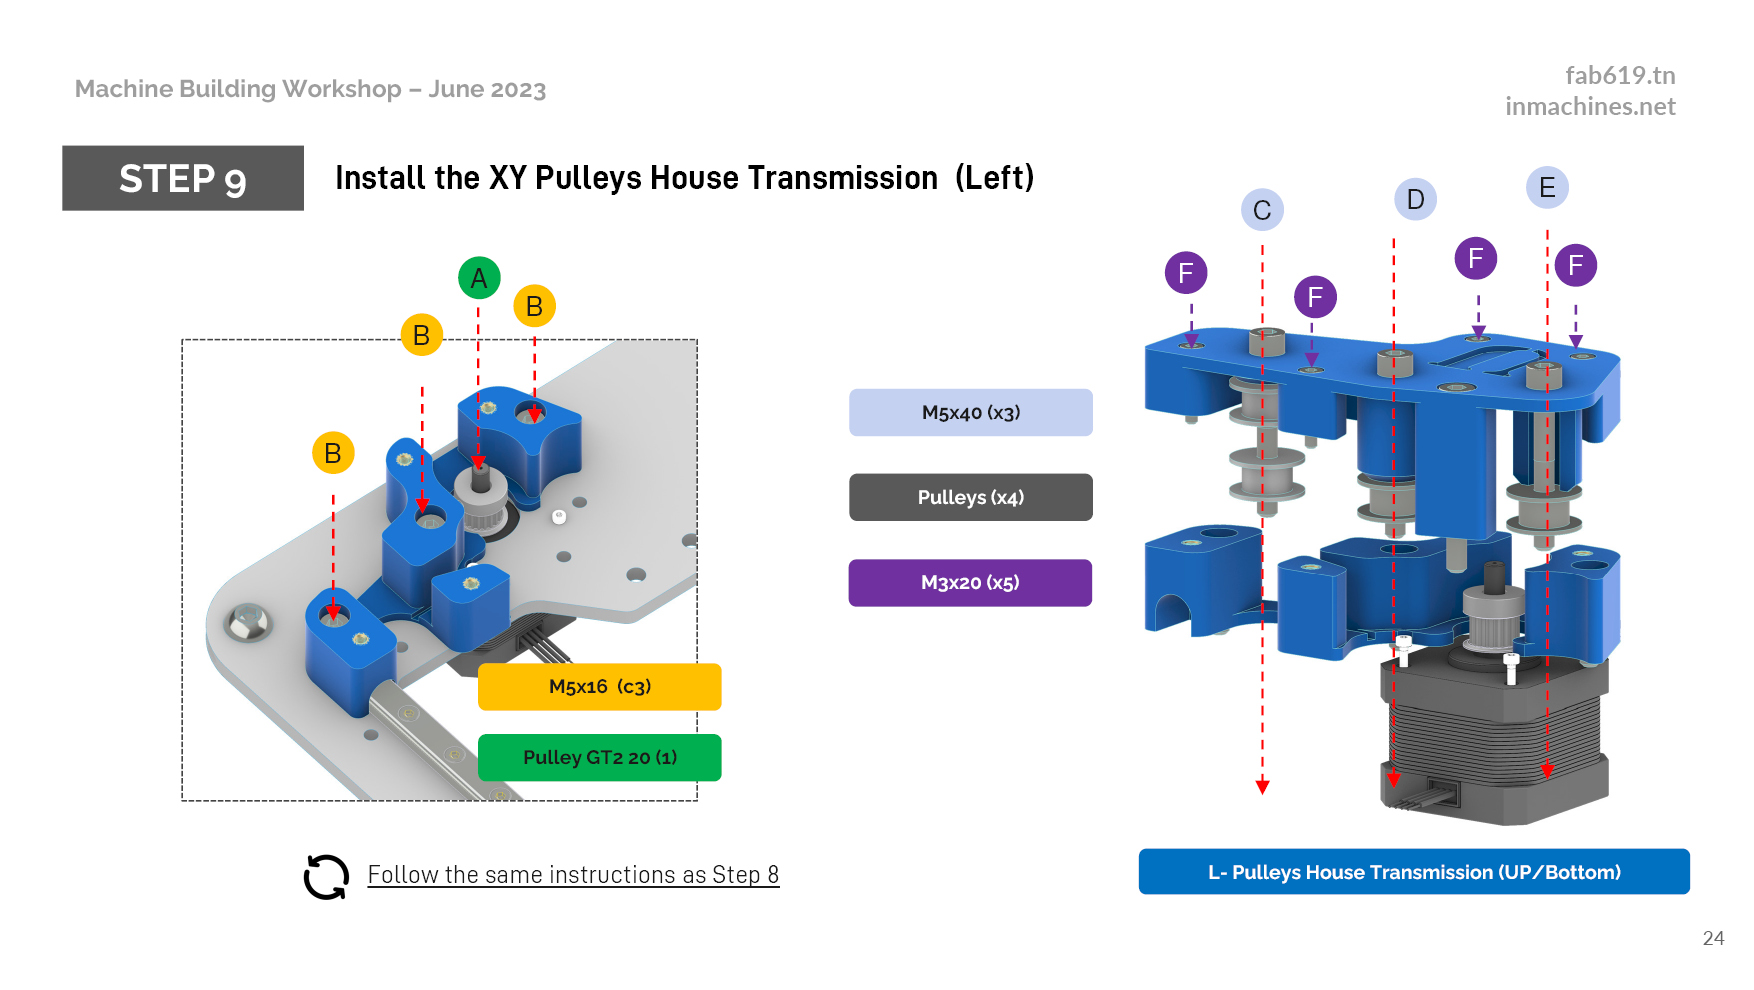 Machine Building Workshop – June 2023
fab619.tn
inmachines.net
STEP 9
Install the XY Pulleys House Transmission (Left)
A
B
B
B
C
D
E
F
F
F
F
M5x40 (x3)
Pulleys (x4)
M3x20 (x5)
M5x16 (c3)
Pulley GT2 20 (1)
Follow the same instructions as Step 8
L- Pulleys House Transmission (UP/Bottom)
24